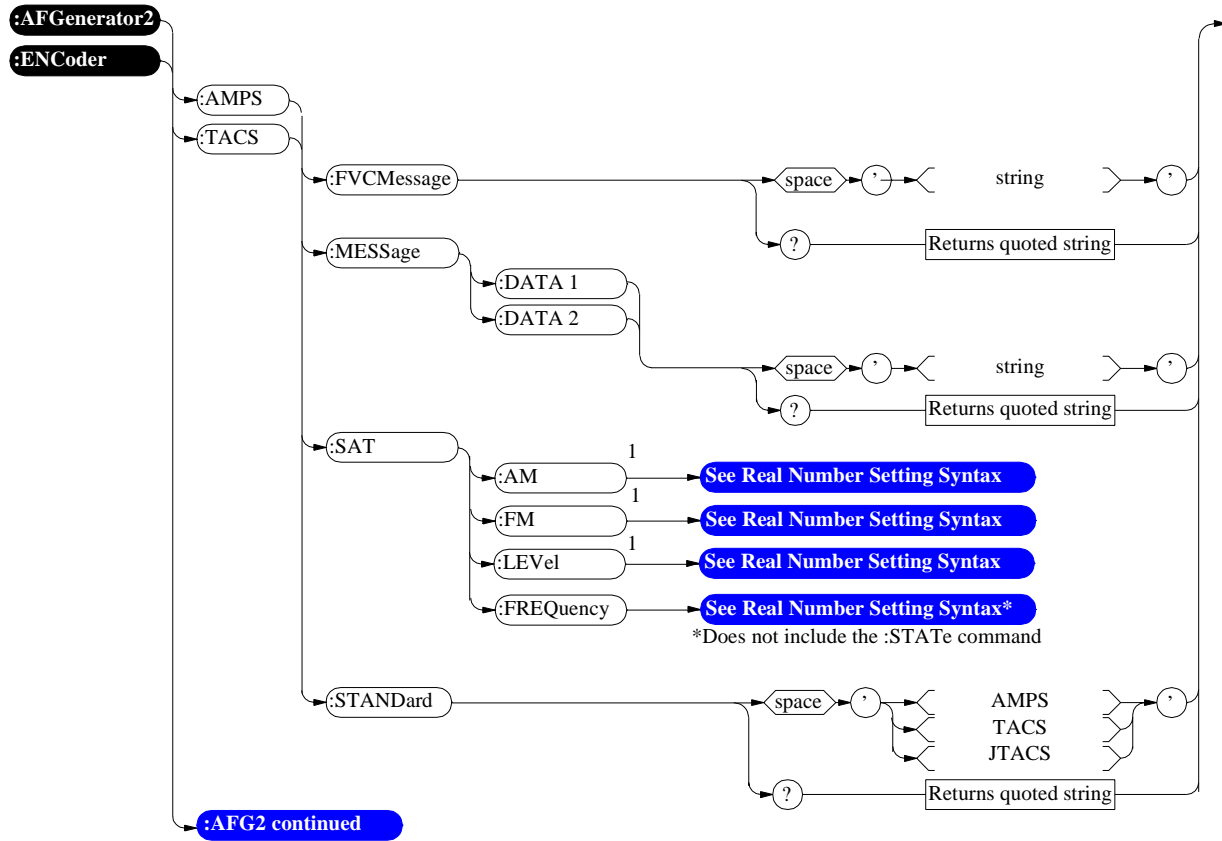 :AFGenerator2
:ENCoder
:AMPS
:TACS
:FVCMessage
space
’
string
’
?
Returns quoted string
:MESSage
:DATA 1
:DATA 2
space
’
string
’
?
Returns quoted string
:SAT
:AM
1
See Real Number Setting Syntax
:FM
1
See Real Number Setting Syntax
:LEVel
1
See Real Number Setting Syntax
:FREQuency
See Real Number Setting Syntax*
*Does not include the :STATe command
:STANDard
space
’
AMPS
TACS
JTACS
’
?
Returns quoted string
:AFG2 continued